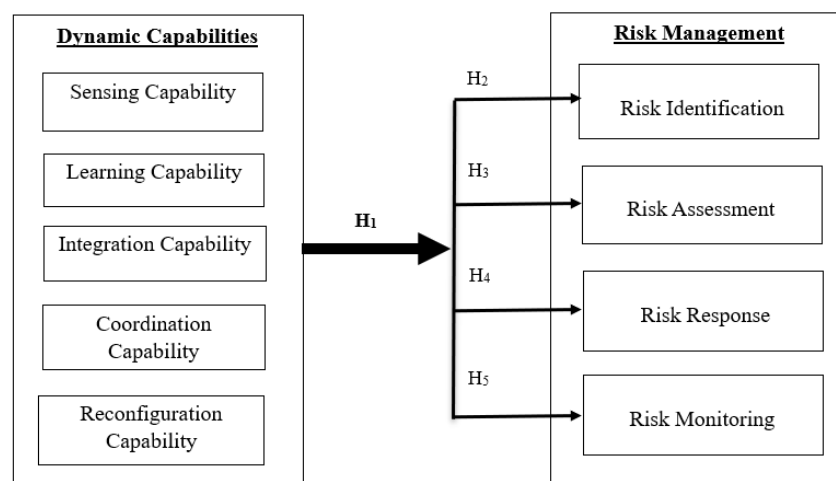 Dynamic Capabilities
Sensing Capability
Learning Capability
Integration Capability
Coordination
Capability
Reconfiguration
Capability
H₁
H₂
H₃
H₄
H₅
Risk Management
Risk Identification
Risk Assessment
Risk Response
Risk Monitoring